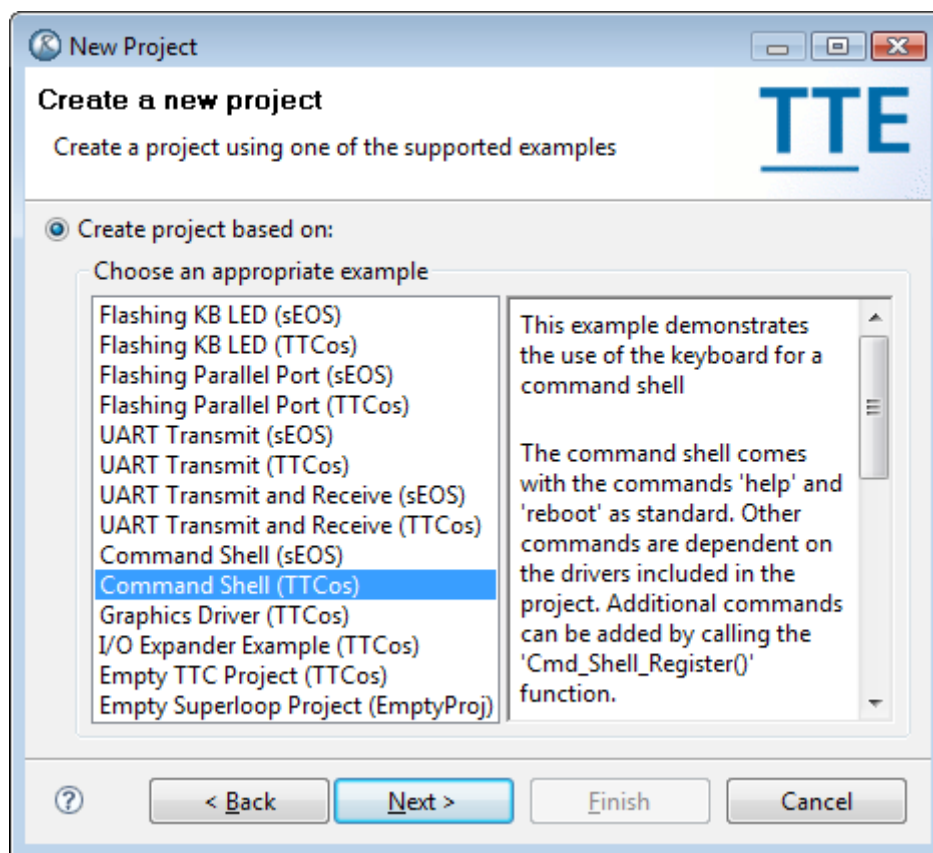 New Project
Create a new project
Create a project using one of the supported examples
TTE
Create project based on:
Choose an appropriate example
Flashing KB LED (sEOS)
Flashing KB LED (TTCos)
Flashing Parallel Port (sEOS)
Flashing Parallel Port (TTCos)
UART Transmit (sEOS)
UART Transmit (TTCos)
UART Transmit and Receive (sEOS)
UART Transmit and Receive (TTCos)
Command Shell (sEOS)
Command Shell (TTCos)
Graphics Driver (TTCos)
I/O Expander Example (TTCos)
Empty TTC Project (TTCos)
Empty Superloop Project (EmptyProj)
This example demonstrates
the use of the keyboard for a
command shell
The command shell comes
with the commands 'help' and
'reboot' as standard. Other
commands are dependent on
the drivers included in the
project. Additional commands
can be added by calling the
'Cmd_Shell_Register()'
function.
?
< Back
Next >
Finish
Cancel